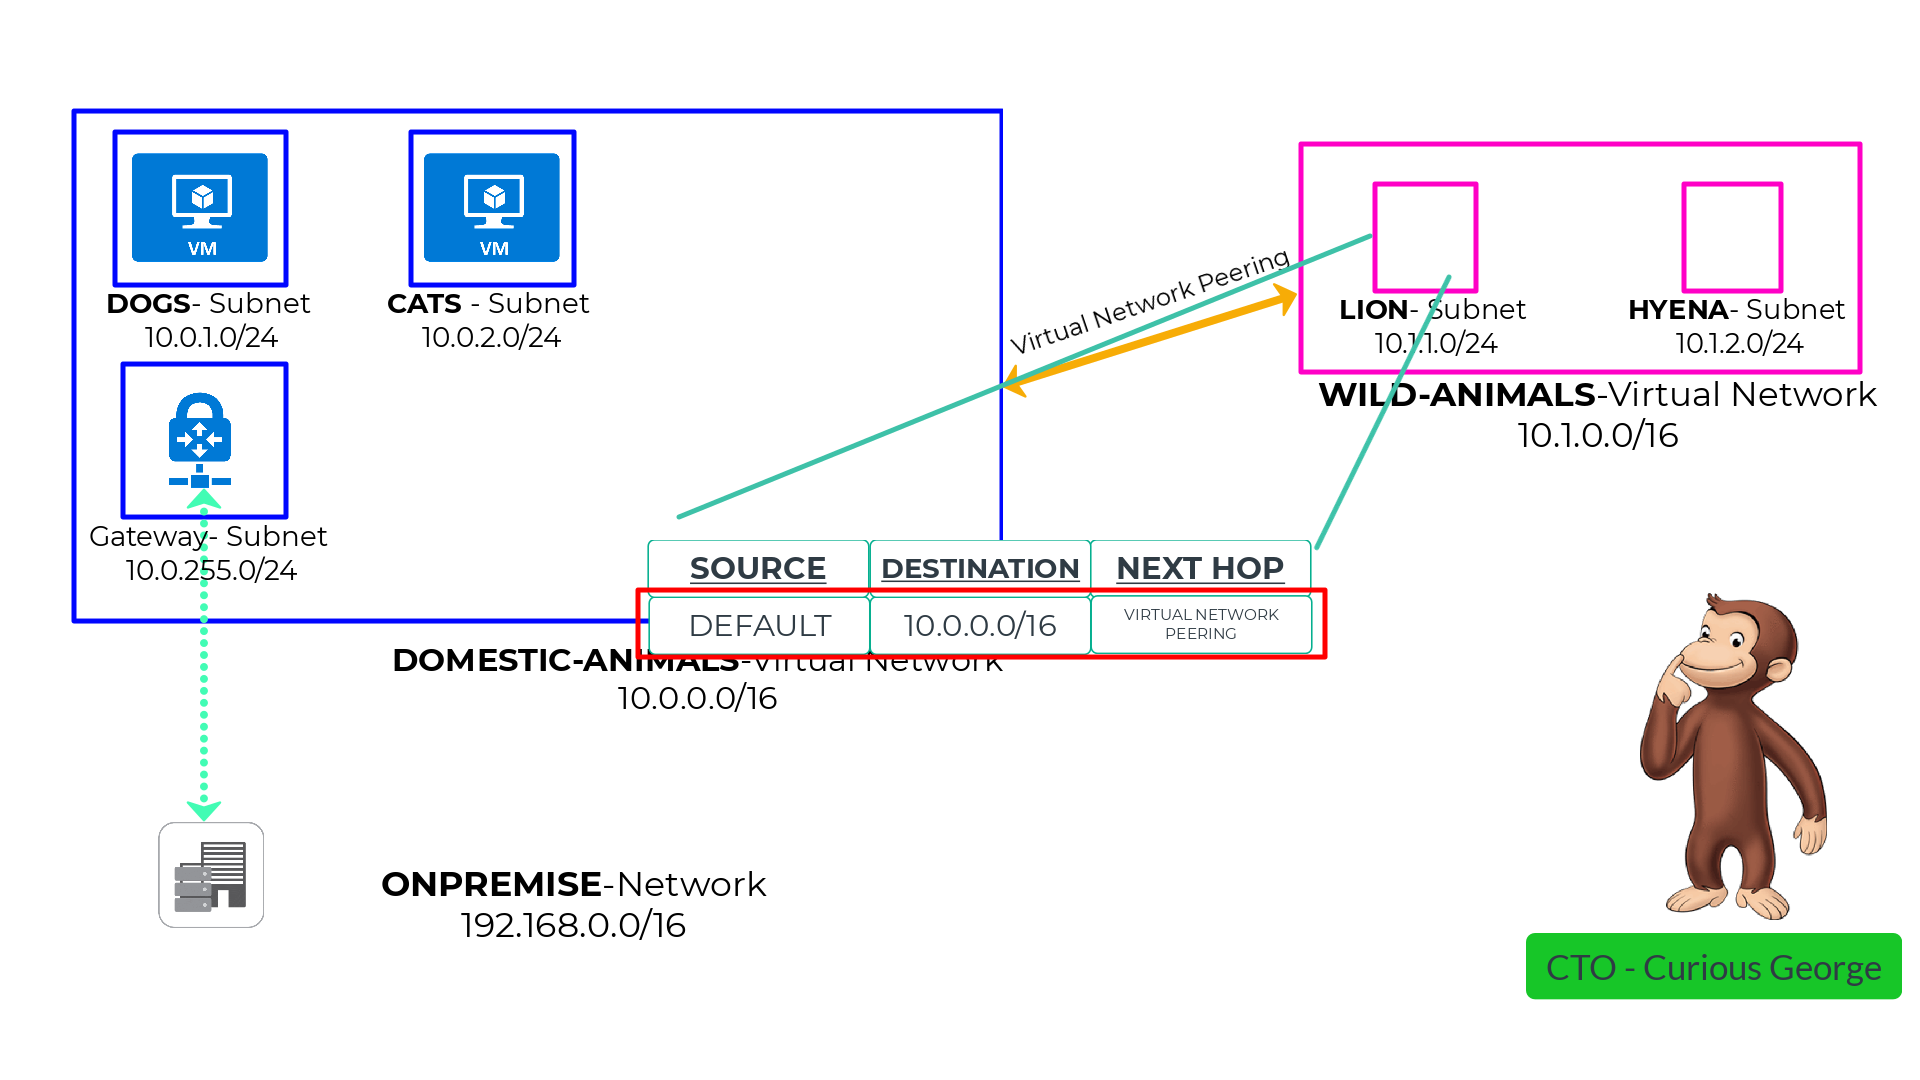 VM
DOGS- Subnet
10.0.1.0/24
VM
CATS - Subnet
10.0.2.0/24
Gateway- Subnet
10.0.255.0/24
Virtual Network Peering
LION- Subnet
10.1.1.0/24
HYENA- Subnet
10.1.2.0/24
WILD-ANIMALS-Virtual Network
10.1.0.0/16
SOURCE DESTINATION NEXT HOP
DEFAULT 10.0.0.0/16 VIRTUAL NETWORK
PEERING
DOMESTIC-ANIMALS-Virtual Network
10.0.0.0/16
ONPREMISE-Network
192.168.0.0/16
CTO - Curious George